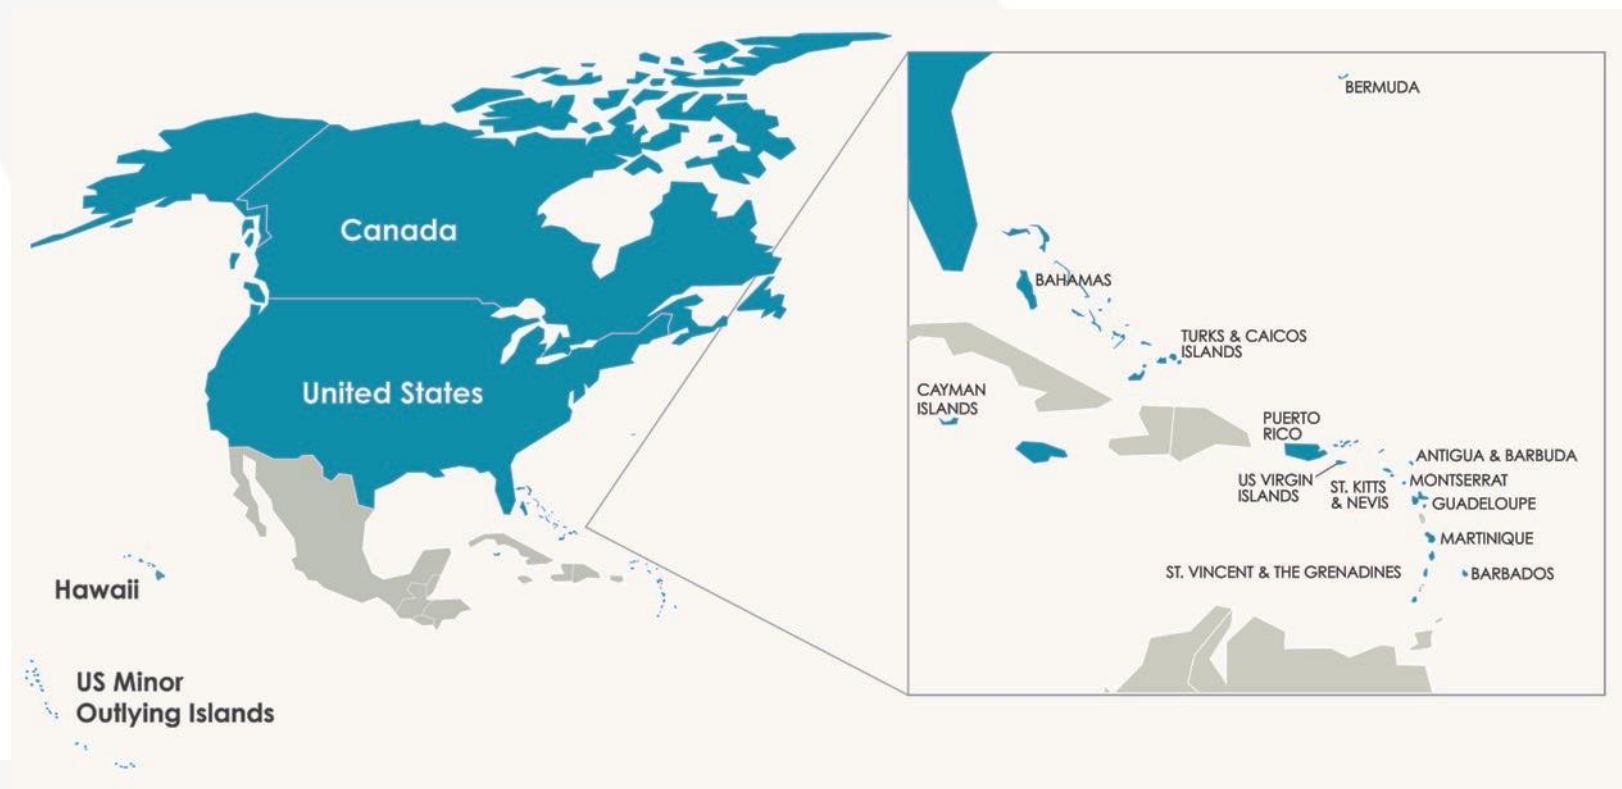 Canada
United States
Hawaii
US Minor
Outlying Islands
BERMUDA
BAHAMAS
TURKS & CAICOS
ISLANDS
CAYMAN
ISLANDS
PUERTO
RICO
US VIRGIN
ISLANDS
ST. KITTS
& NEVIS
ANTIGUA & BARBUDA
MONTSERRAT
GUADELOUPE
MARTINIQUE
ST. VINCENT & THE GRENADINES
BARBADOS